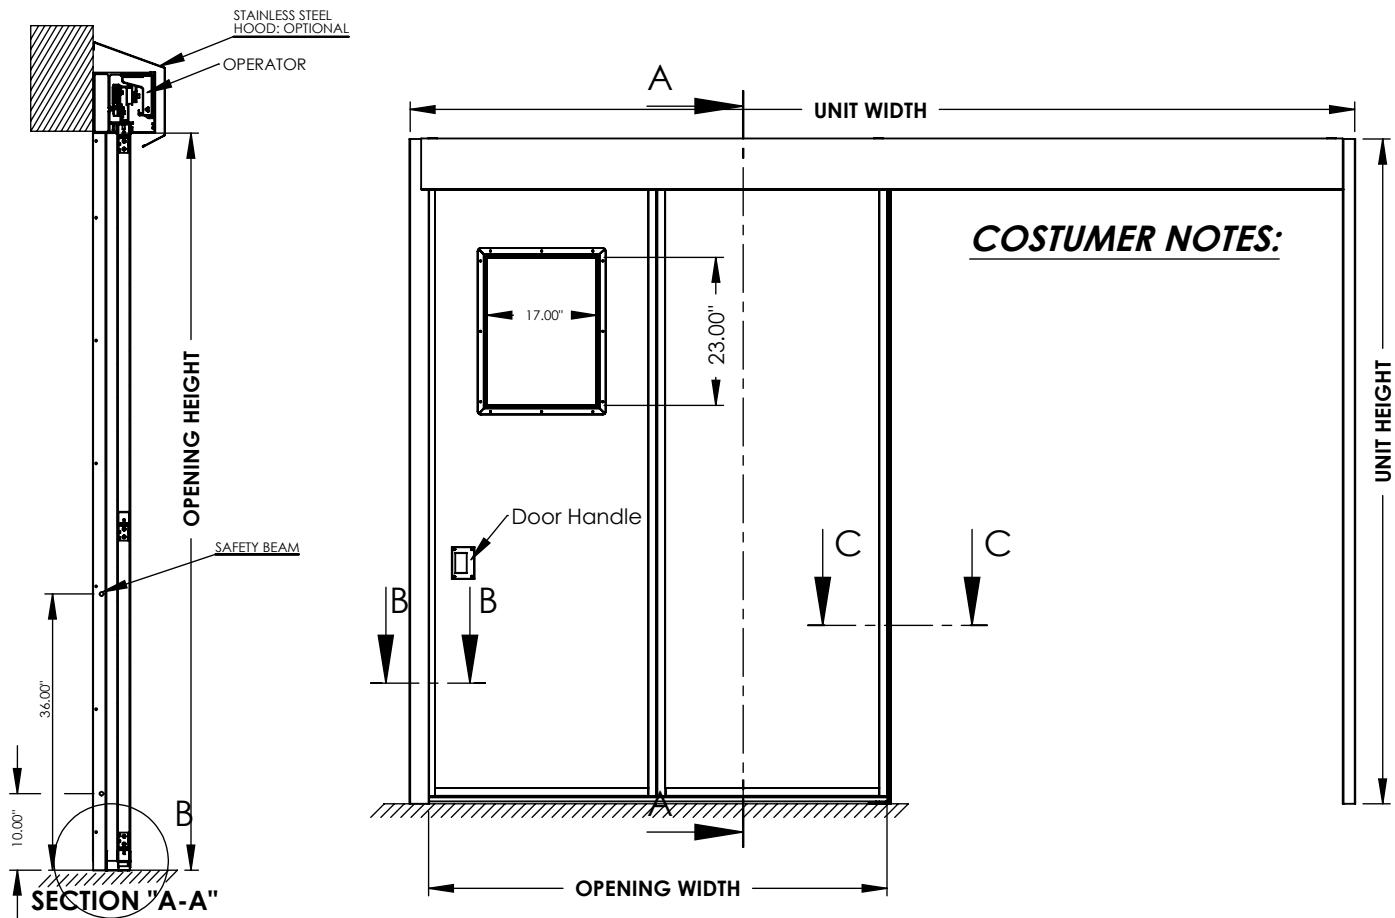 STAINLESS STEEL
HOOD: OPTIONAL
OPERATOR
A
UNIT WIDTH
COSTUMER NOTES:
17.00"
23.00"
OPENING HEIGHT
UNIT HEIGHT
Door Handle
SAFETY BEAM
C
C
B
B
36.00"
10.00"
B
A
SECTION "A-A"
OPENING WIDTH